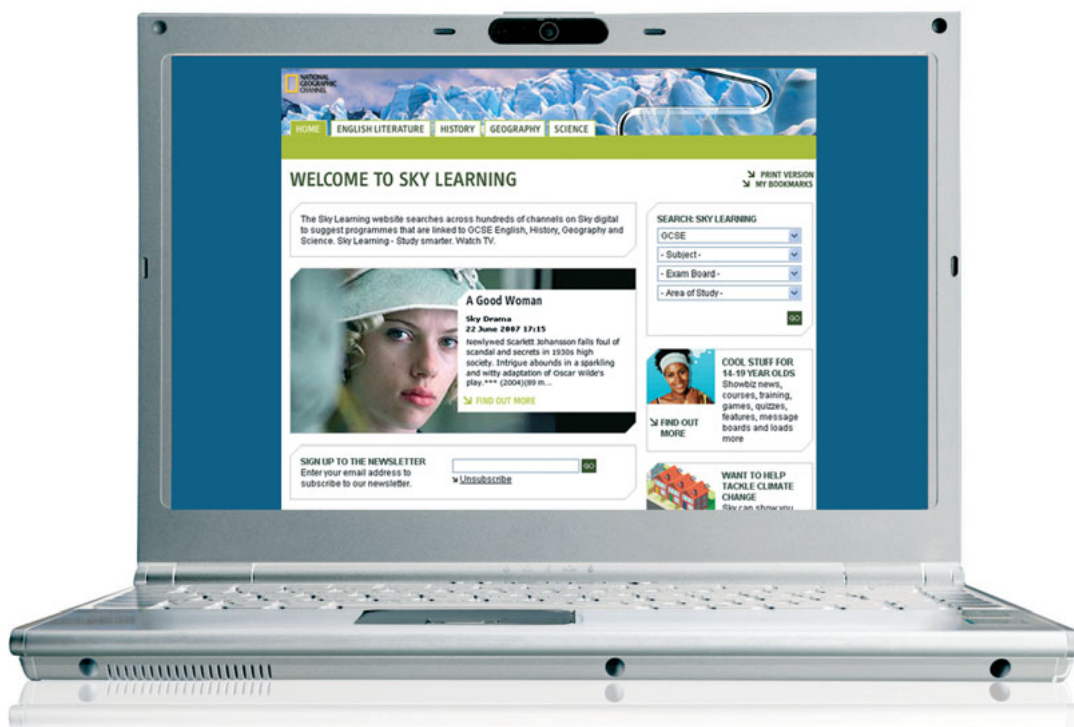 NATIONAL
GEOGRAPHIC
CHANNEL
HOME ENGLISH LITERATURE HISTORY GEOGRAPHY SCIENCE
WELCOME TO SKY LEARNING
PRINT VERSION
MY BOOKMARKS
The Sky Learning website searches across hundreds of channels on Sky digital
to suggest programmes that are linked to GCSE English, History, Geography and
Science. Sky Learning - Study smarter. Watch TV.
A Good Woman
Sky Drama
22 June 2007 17:15
Newlywed Scarlett Johansson falls foul of
scandal and secrets in 1930s high
society. Intrigue abounds in a sparkling
and witty adaptation of Oscar Wilde's
play.*** (2004)(89 m...
FIND OUT MORE
SIGN UP TO THE NEWSLETTER
Enter your email address to
subscribe to our newsletter.
GO
Unsubscribe
SEARCH: SKY LEARNING
GCSE
- Subject -
- Exam Board -
- Area of Study -
GO
COOL STUFF FOR
14-19 YEAR OLDS
Showbiz news,
courses, training,
games, quizzes,
features, message
boards and loads
more
FIND OUT
MORE
WANT TO HELP
TACKLE CLIMATE
CHANGE
Sky can show you